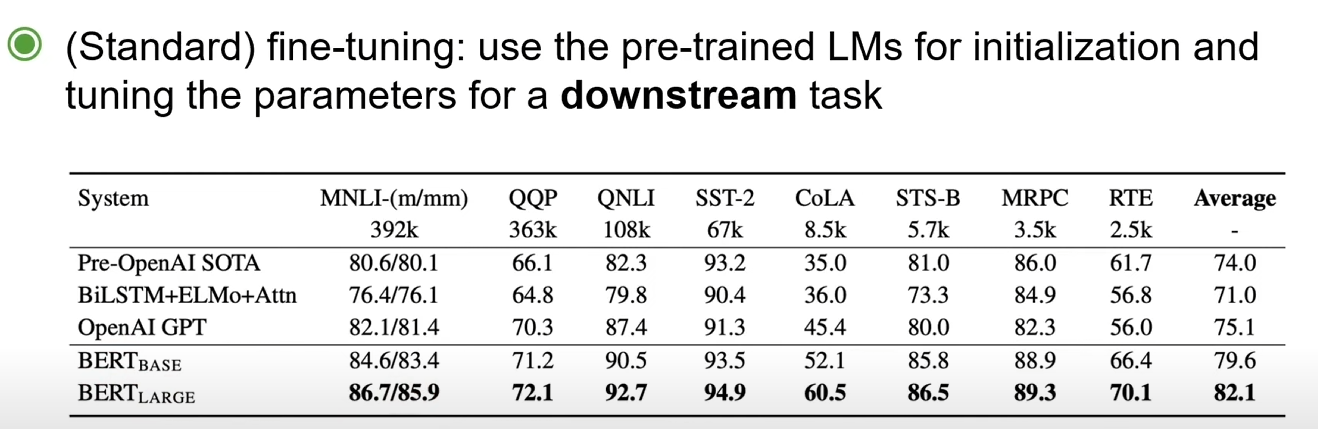 (Standard) fine-tuning: use the pre-trained LMs for initialization and
tuning the parameters for a downstream task
System MNLI-(m/mm) QQP QNLI SST-2 CoLA STS-B MRPC RTE Average
392k 363k 108k 67k 8.5k 5.7k 3.5k 2.5k -
Pre-OpenAI SOTA 80.6/80.1 66.1 82.3 93.2 35.0 81.0 86.0 61.7 74.0
BiLSTM+ELMo+Attn 76.4/76.1 64.8 79.8 90.4 36.0 73.3 84.9 56.8 71.0
OpenAI GPT 82.1/81.4 70.3 87.4 91.3 45.4 80.0 82.3 56.0 75.1
BERTBASE 84.6/83.4 71.2 90.5 93.5 52.1 85.8 88.9 66.4 79.6
BERTLARGE 86.7/85.9 72.1 92.7 94.9 60.5 86.5 89.3 70.1 82.1